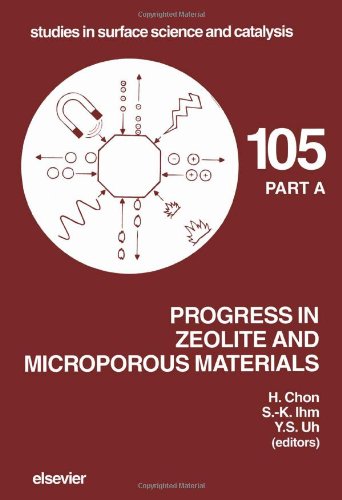 studies in surface science and catalysis
105
PART A
PROGRESS IN
ZEOLITE AND
MICROPOROUS MATERIALS
H. Chon
S.-K. Ihm
Y.S. Uh
(editors)
elsevier